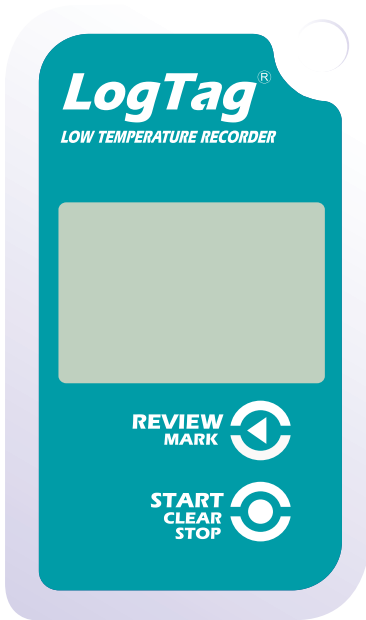 LogTag®
LOW TEMPERATURE RECORDER
REVIEW
MARK
START
CLEAR
STOP